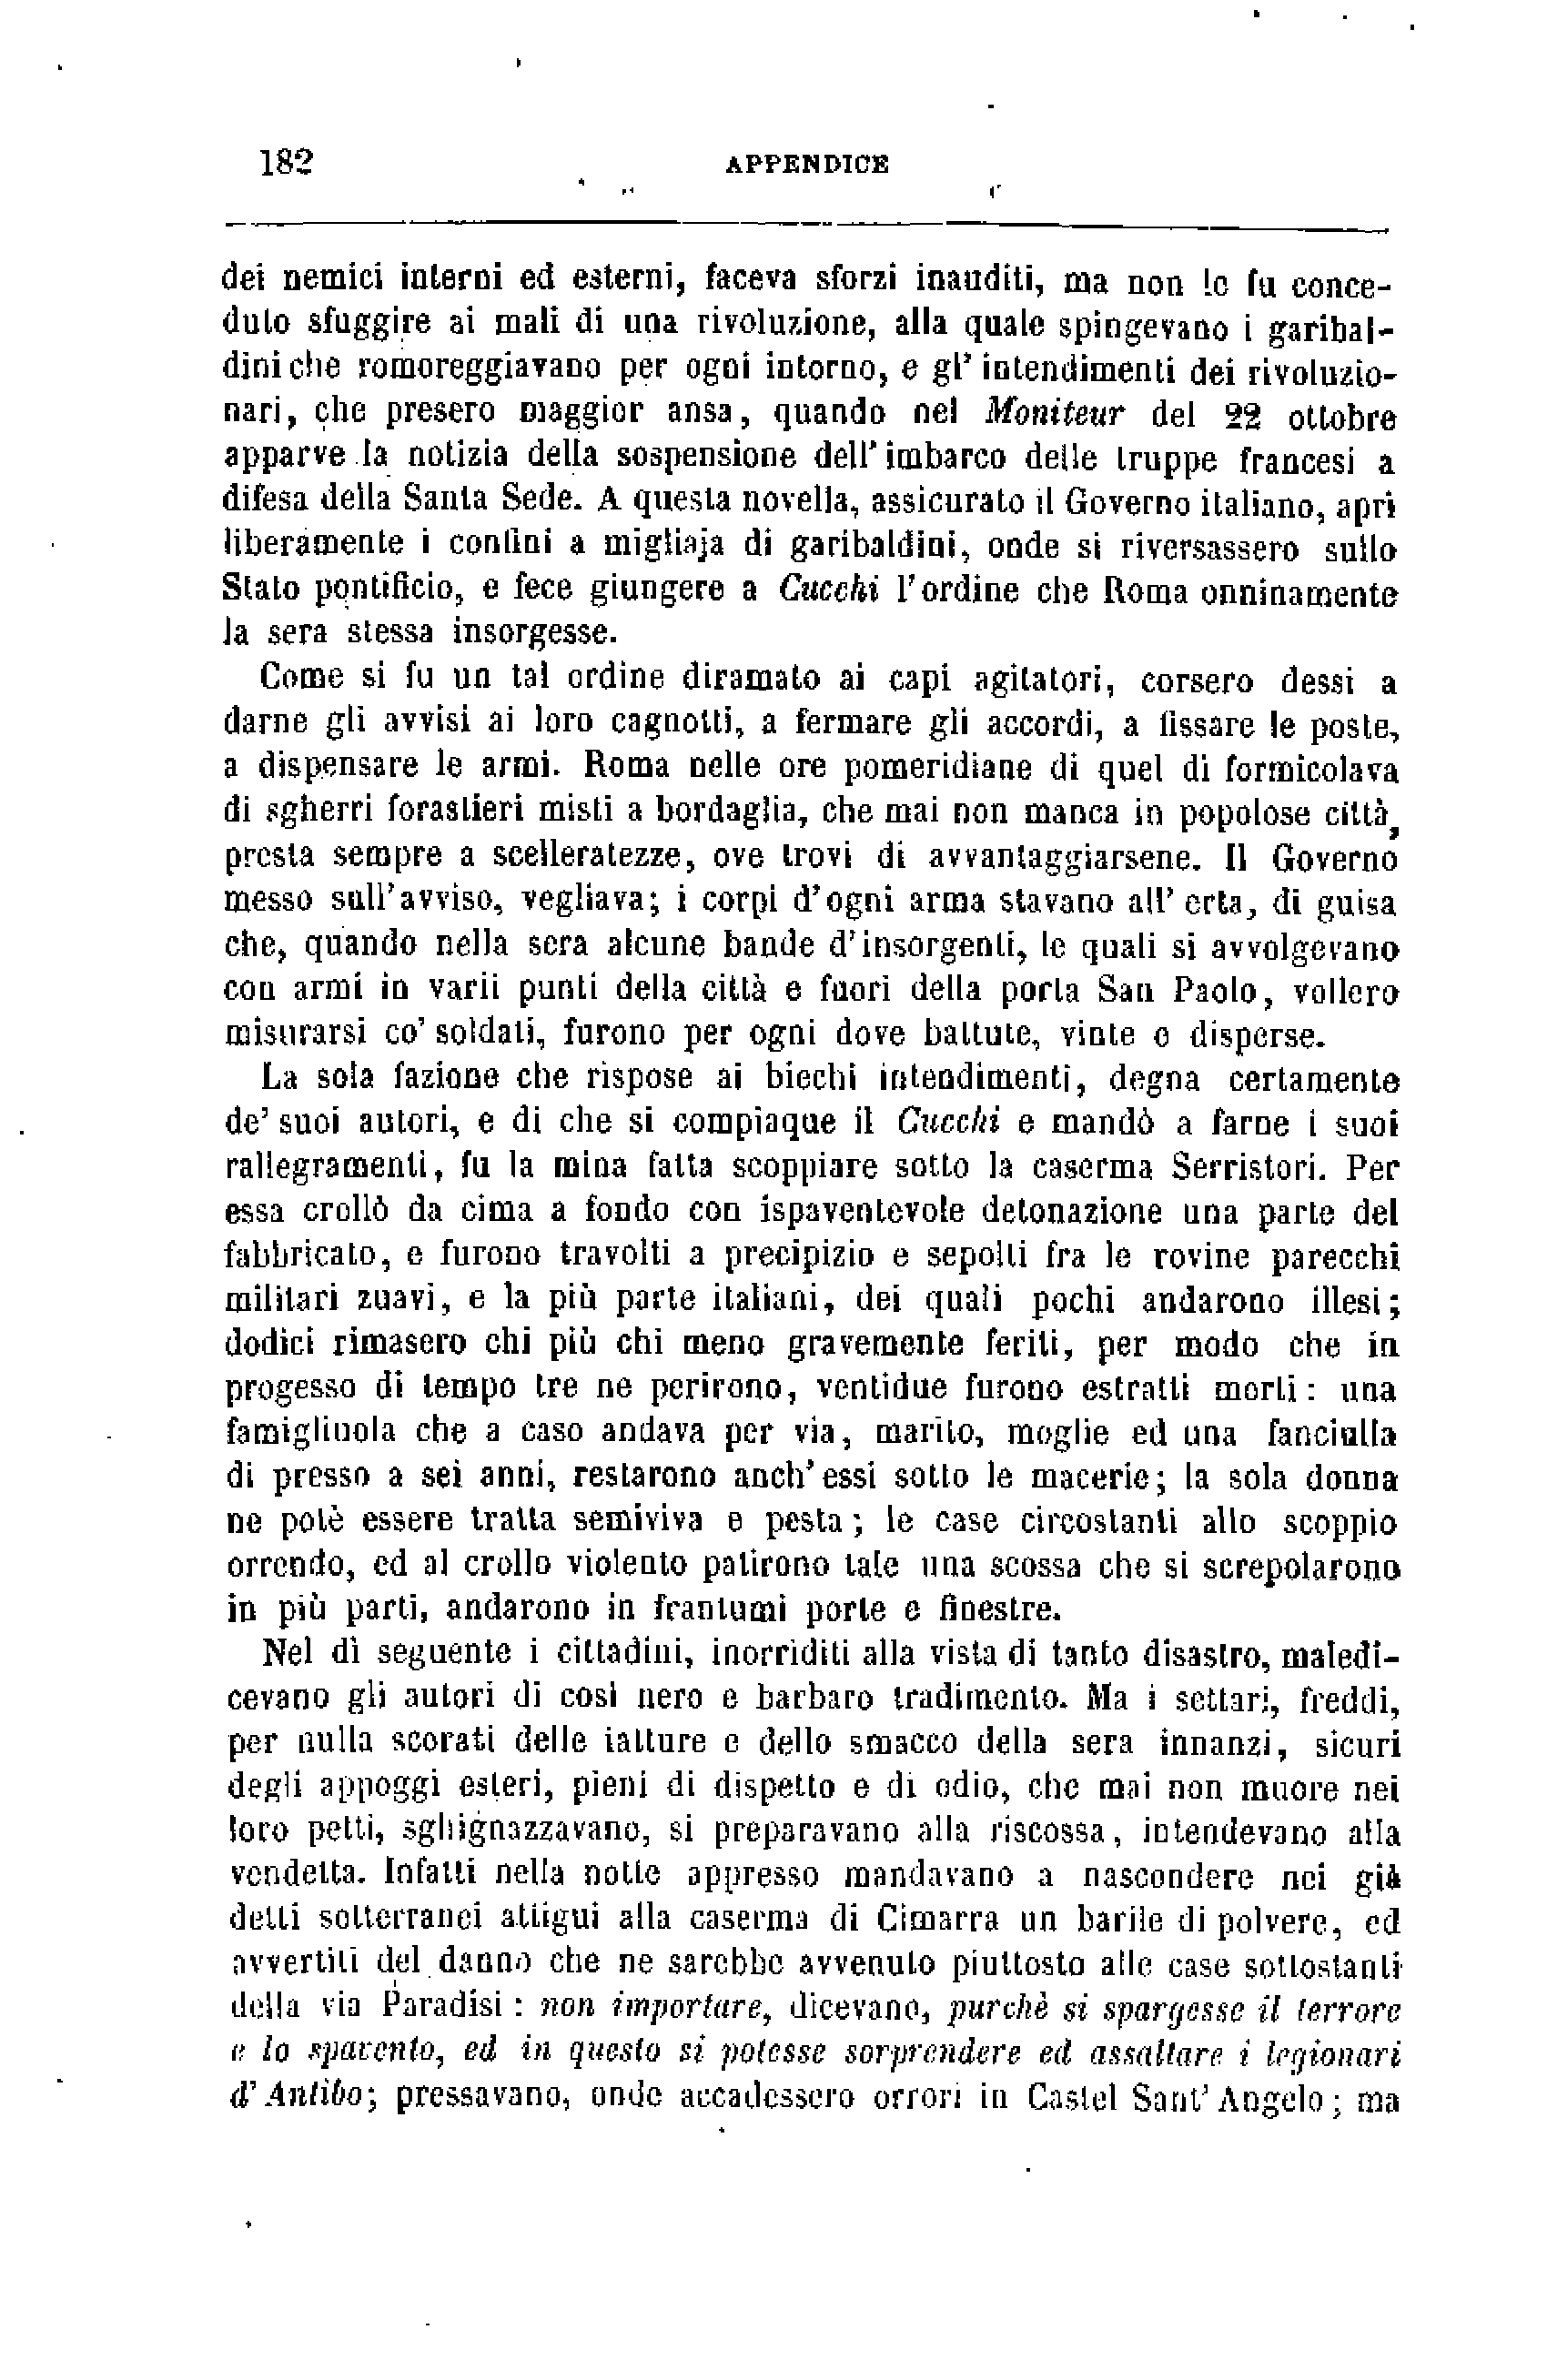 182 APPENDICE
dei nemici interni ed esterni, faceva sforzi inauditi, ma non le fu conce-
duto sfuggire ai mali di una rivoluzione, alla quale spingevano i garibal-
dini che romoreggiavano per ogni intorno, e gl' intendimenti dei rivoluzio-
nari, che presero maggior ansa, quando nel Moniteur del 22 ottobre
apparve la notizia della sospensione dell' imbarco delle truppe francesi a
difesa della Santa Sede. A questa novella, assicurato il Governo italiano, aprì
liberamente i confini a migliaja di garibaldini, onde si riversassero sullo
Stato pontificio, e fece giungere a Cucchi l' ordine che Roma onninamente
la sera stessa insorgesse.
Come si fu un tal ordine diramato ai capi agitatori, corsero dessi a
darne gli avvisi ai loro cagnotti, a fermare gli accordi, a fissare le poste,
a dispensare le armi. Roma nelle ore pomeridiane di quel dì formicolava
di sgherri forastieri misti a bordaglia, che mai non manca in popolose città,
presta sempre a scelleratezze, ove trovi di avvantaggiarsene. Il Governo
messo sull' avviso, vegliava; i corpi d' ogni arma stavano all' erta, di guisa
che, quando nella sera alcune bande d' insorgenti, le quali si avvolgevano
con armi in varii punti della città e fuori della porta San Paolo, vollero
misurarsi co' soldati, furono per ogni dove battute, vinte e disperse.
La sola fazione che rispose ai biechi intendimenti, degna certamente
de' suoi autori, e di che si compiaque il Cucchi e mandò a farne i suoi
rallegramenti, fu la mina fatta scoppiare sotto la caserma Serristori. Per
essa crollò da cima a fondo con ispaventevole detonazione una parte del
fabbricato, e furono travolti a precipizio e sepolti fra le rovine parecchi
militari zuavi, e la più parte italiani, dei quali pochi andarono illesi;
dodici rimasero chi più chi meno gravemente feriti, per modo che in
progesso di tempo tre ne perirono, ventidue furono estratti morti: una
famigliuola che a caso andava per via, marito, moglie ed una fanciulla
di presso a sei anni, restarono anch' essi sotto le macerie; la sola donna
ne potè essere tratta semiviva e pesta; le case circostanti allo scoppio
orrendo, ed al crollo violento patirono tale una scossa che si screpolarono
in più parti, andarono in frantumi porte e finestre.
Nel dì seguente i cittadini, inorriditi alla vista di tanto disastro, maledi-
cevano gli autori di così nero e barbaro tradimento. Ma i settari, freddi,
per nulla scorati delle iatture e dello smacco della sera innanzi, sicuri
degli appoggi esteri, pieni di dispetto e di odio, che mai non muore nei
loro petti, sghignazzavano, si preparavano alla riscossa, intendevano alla
vendetta. Infatti nella notte appresso mandavano a nascondere nei già
detti sotterranei attigui alla caserma di Cimarra un barile di polvere, ed
avvertiti del danno che ne sarebbe avvenuto piuttosto alle case sottostanti
della via Paradisi: non importare, dicevano, purchè si spargesse il terrore
e lo spavento, ed in questo si potesse sorprendere ed assaltare i legionari
d' Antibo; pressavano, onde accadessero orrori in Castel Sant' Angelo; ma